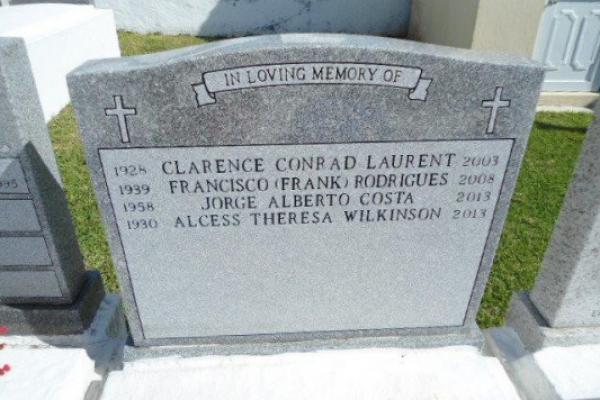 IN LOVING MEMORY OF
1928 CLARENCE CONRAD LAURENT 2003
1939 FRANCISCO (FRANK) RODRIGUES 2008
1958 JORGE ALBERTO COSTA 2013
1930 ALCESS THERESA WILKINSON 2013
995